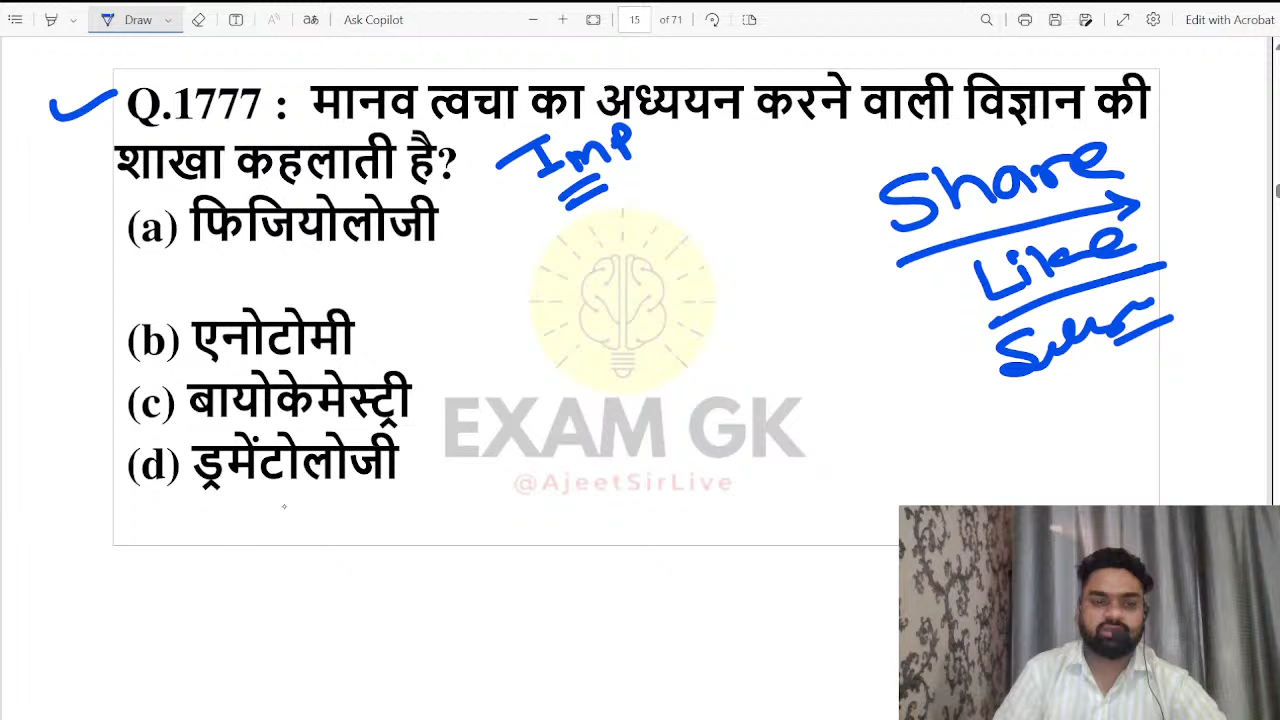 Draw
Ask Copilot
15 of 71
Edit with Acrobat
Q.1777 : मानव त्वचा का अध्ययन करने वाली विज्ञान की
शाखा कहलाती है?
Imp
Share
Like
(a) फिजियोलोजी
(b) एनोटोमी
(c) बायोकेमेस्ट्री
(d) ड्रमेंटोलोजी
EXAM GK
@AjeetSirLive